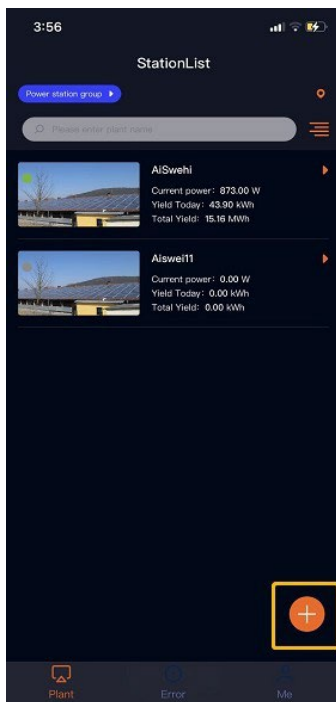 3:56
StationList
Power station group
Please enter plant name
AiSwehi
Current power: 873.00 W
Yield Today: 43.90 kWh
Total Yield: 15.16 MWh
Aiswei11
Current power: 0.00 W
Yield Today: 0.00 kWh
Total Yield: 0.00 kWh
Plant
Error
Me